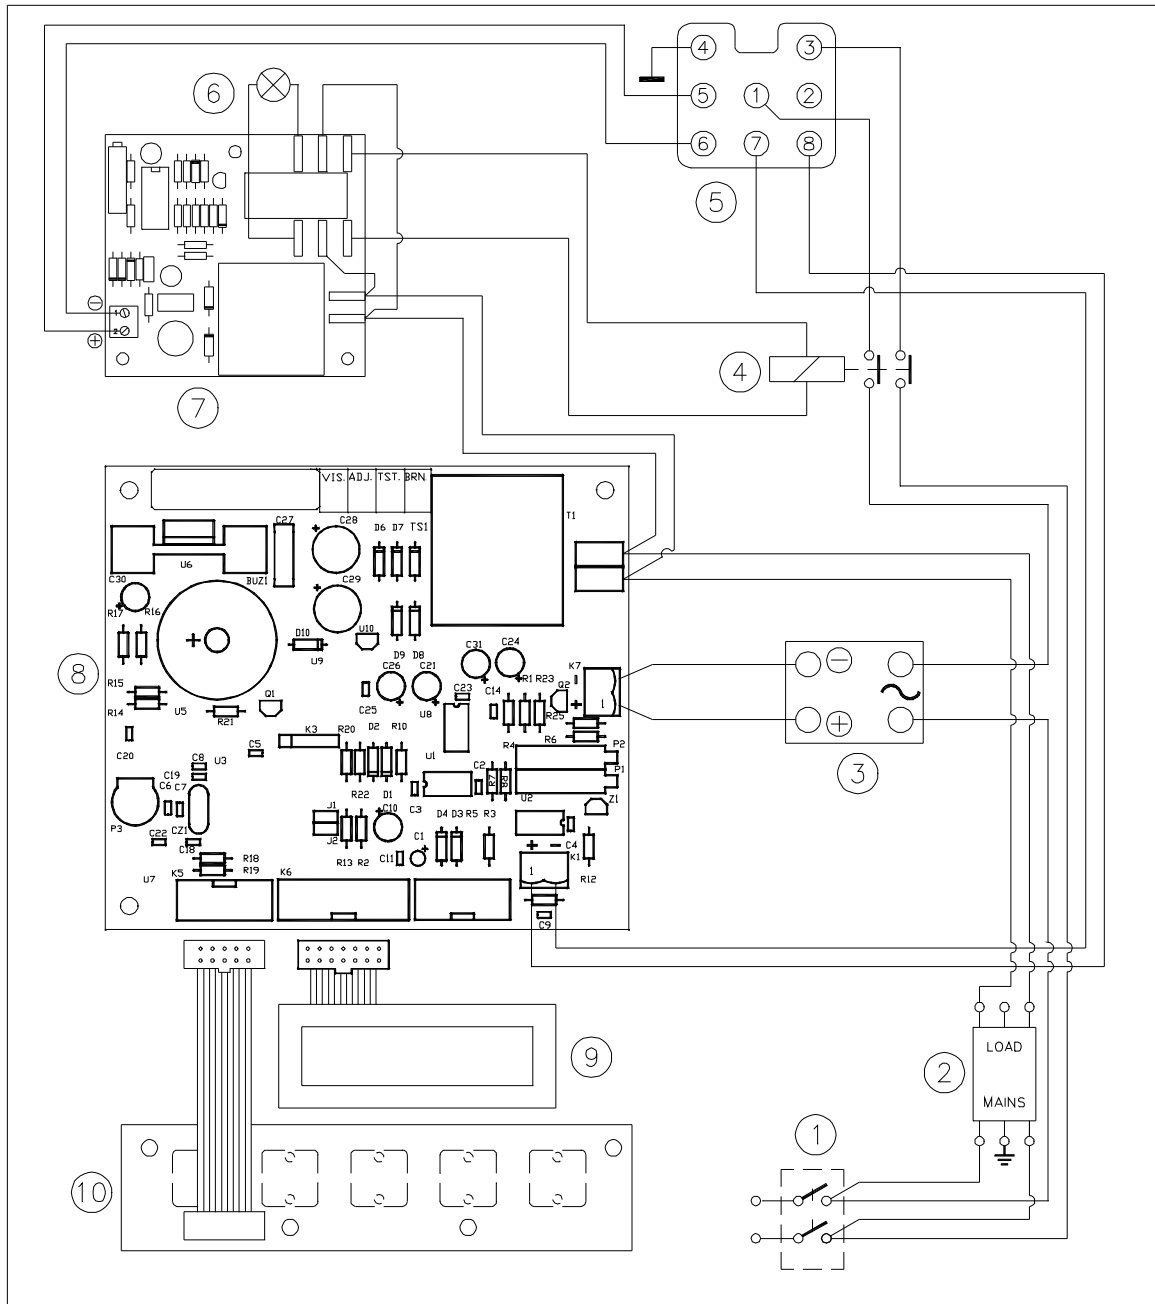 4 3
6
5 1 2
6 7 8
5
−
1
2
+
4
7
VIS. ADJ. TST. BRN.
C27 C28 D6 D7 TS1 T1
U6
C30 BUZ1 C29
R17 R16
D10 U10
U9
D9 D8 C31 C24
8
C26 C21 K7
R15 C23 C14 R1 R23 Q2
−
+
1
R14 U5 Q1 C25 U8 R25
R21
C20 K3 R20 D2 R10 R4 R6
C5 U1 P2
C8 U3 C2 P1
C19
C6 C7 R7 R8
R22 D1 C3 U2 Z1
P3 CZ1 J1 C10
D4 D3 R5 R3
C22 C18 J2 C1 + − C4
R18 R13 R2 C11 K1
U7 K5 R19 K6 1 R12
C9
−
+
~
3
9
LOAD
2
MAINS
1
10